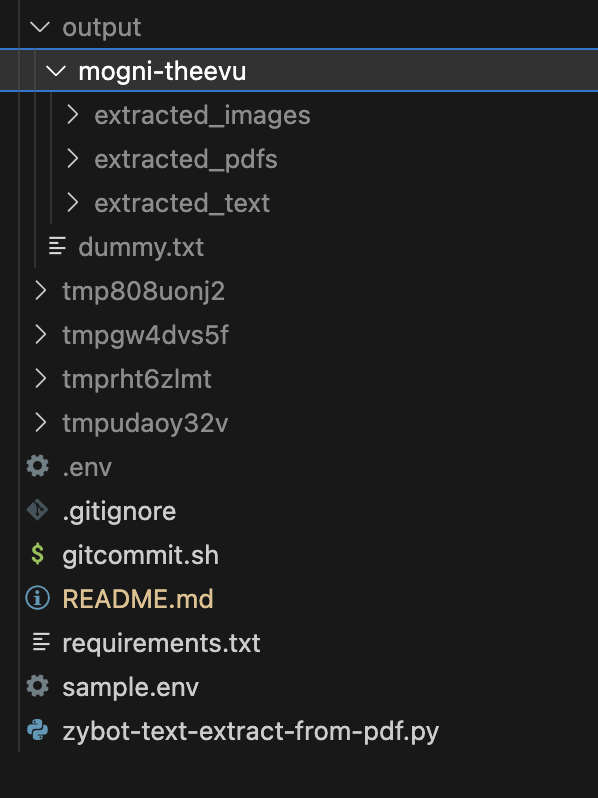 output
mogni-theevu
extracted_images
extracted_pdfs
extracted_text
dummy.txt
tmp808uonj2
tmpgw4dvs5f
tmprht6zlmt
tmpudaoy32v
.env
.gitignore
$ gitcommit.sh
README.md
requirements.txt
sample.env
zybot-text-extract-from-pdf.py